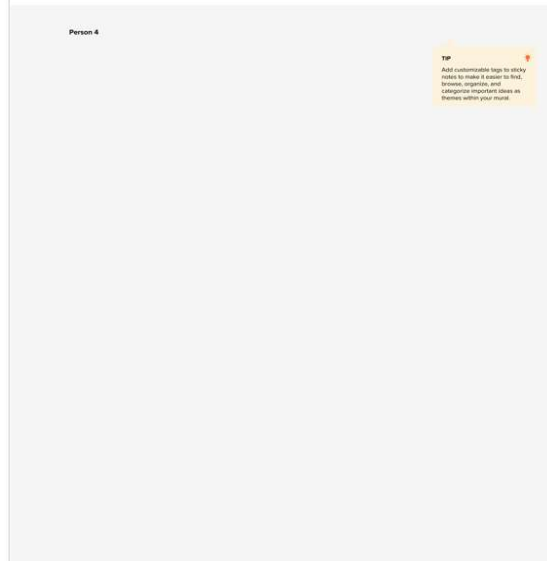 Person 4
TIP
Add customizable tags to sticky
notes to make it easier to find,
browse, organize, and
categorize important ideas as
themes within your mural.